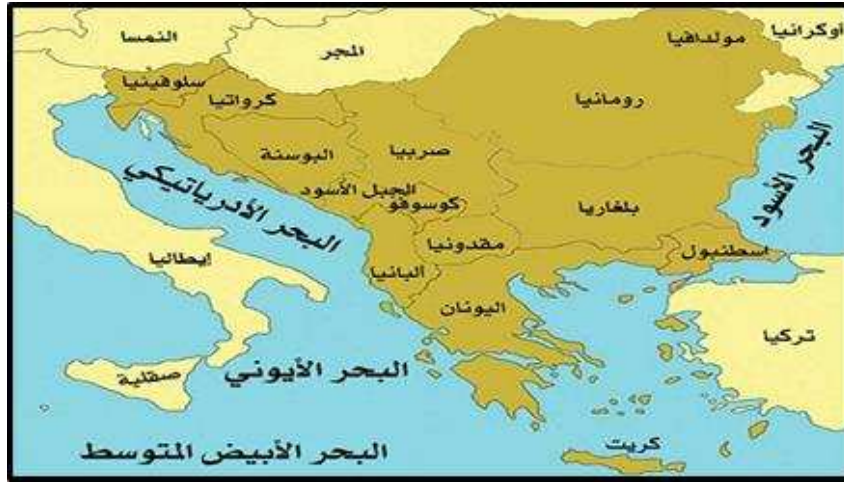 النمسا
المجر
مولدافيا
أوكرانيا
سلوفينيا
كرواتيا
رومانيا
البوسنة
صربيا
البحر الأسود
الجبل الأسود
كوسوفو
بلغاريا
البحر الأدرياتيكي
إيطاليا
مقدونيا
اسطنبول
ألبانيا
اليونان
تركيا
صقلية
البحر الأيوني
كريت
البحر الأبيض المتوسط